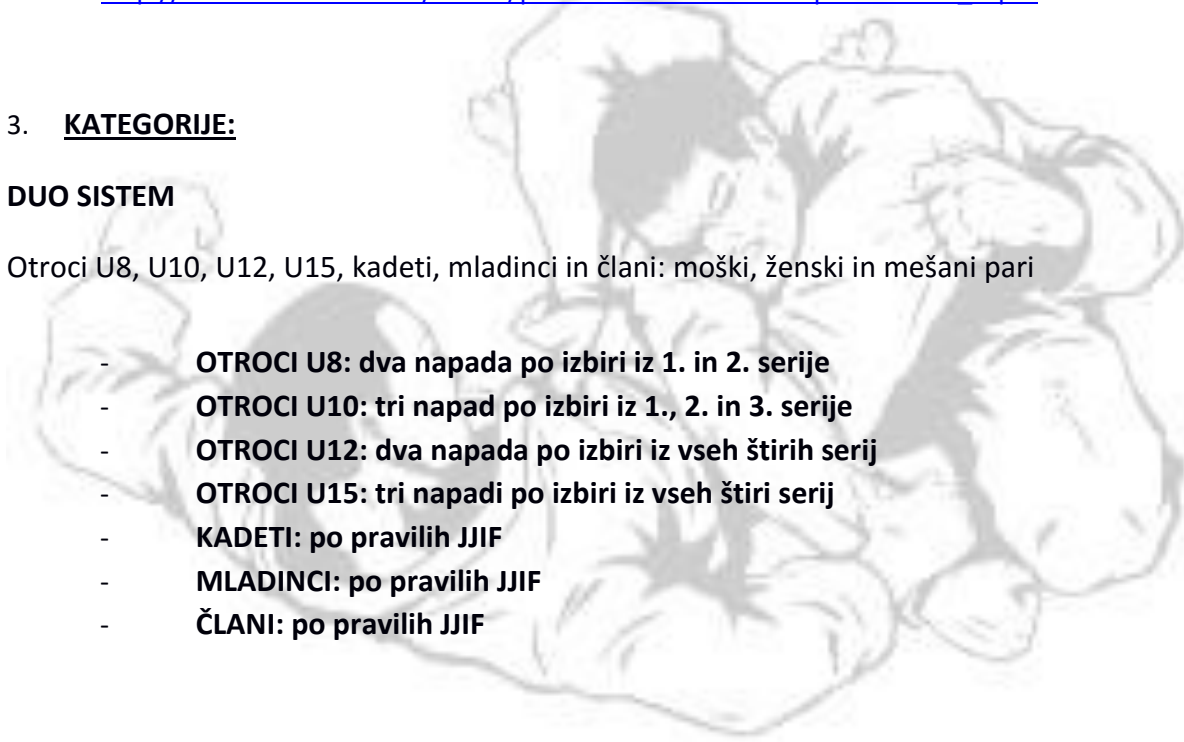 3. KATEGORIJE:
DUO SISTEM
Otroci U8, U10, U12, U15, kadeti, mladinci in člani: moški, ženski in mešani pari
- OTROCI U8: dva napada po izbiri iz 1. in 2. serije
- OTROCI U10: tri napad po izbiri iz 1., 2. in 3. serije
- OTROCI U12: dva napada po izbiri iz vseh štirih serij
- OTROCI U15: tri napadi po izbiri iz vseh štiri serij
- KADETI: po pravilih JJIF
- MLADINCI: po pravilih JJIF
- ČLANI: po pravilih JJIF